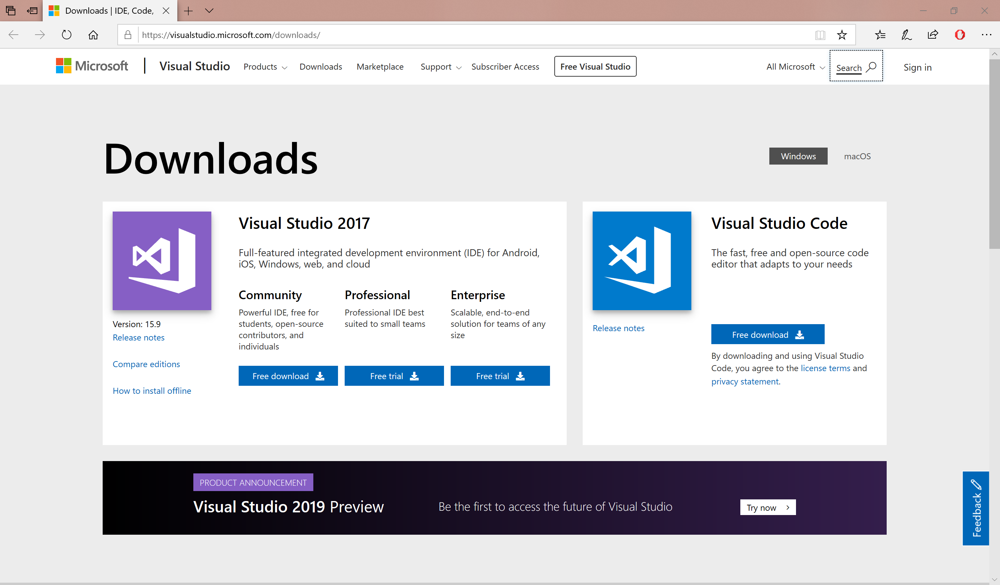 Downloads | IDE, Code,
https://visualstudio.microsoft.com/downloads/
Microsoft | Visual Studio Products Downloads Marketplace Support Subscriber Access Free Visual Studio All Microsoft Search Sign in
Downloads
Windows macOS
Visual Studio 2017
Full-featured integrated development environment (IDE) for Android,
iOS, Windows, web, and cloud
Version: 15.9
Release notes
Compare editions
How to install offline
Community
Powerful IDE, free for
students, open-source
contributors, and
individuals
Free download
Professional
Professional IDE best
suited to small teams
Free trial
Enterprise
Scalable, end-to-end
solution for teams of any
size
Free trial
Visual Studio Code
The fast, free and open-source code
editor that adapts to your needs
Release notes
Free download
By downloading and using Visual Studio
Code, you agree to the license terms and
privacy statement.
PRODUCT ANNOUNCEMENT
Visual Studio 2019 Preview
Be the first to access the future of Visual Studio
Try now
Feedback